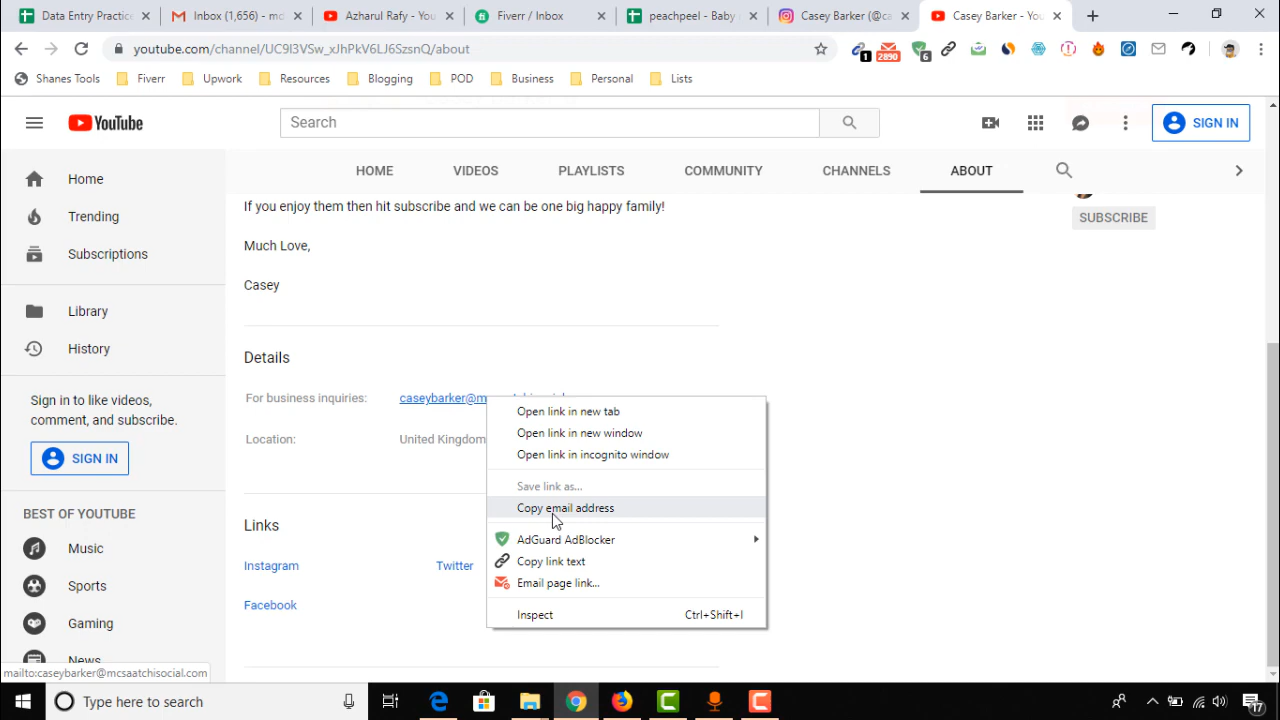 Data Entry Practice
Inbox (1,656) - m
Azharul Rafy - You
Fiverr / Inbox
peachpeel - Baby
Casey Barker (@ca
Casey Barker - You
youtube.com/channel/UC9I3VSw_xJhPkV6LJ6SzsnQ/about
1
2890
6
Shanes Tools
Fiverr
Upwork
Resources
Blogging
POD
Business
Personal
Lists
YouTube
Search
SIGN IN
HOME
VIDEOS
PLAYLISTS
COMMUNITY
CHANNELS
ABOUT
SUBSCRIBE
Home
Trending
Subscriptions
Library
History
Sign in to like videos,
comment, and subscribe.
SIGN IN
BEST OF YOUTUBE
Music
Sports
Gaming
News
If you enjoy them then hit subscribe and we can be one big happy family!
Much Love,
Casey
Details
For business inquiries: caseybarker@m
Location: United Kingdom
Links
Instagram
Twitter
Facebook
Open link in new tab
Open link in new window
Open link in incognito window
Save link as...
Copy email address
AdGuard AdBlocker
Copy link text
Email page link...
Inspect Ctrl+Shift+I
mailto:caseybarker@mcsaatchisocial.com
Type here to search
17